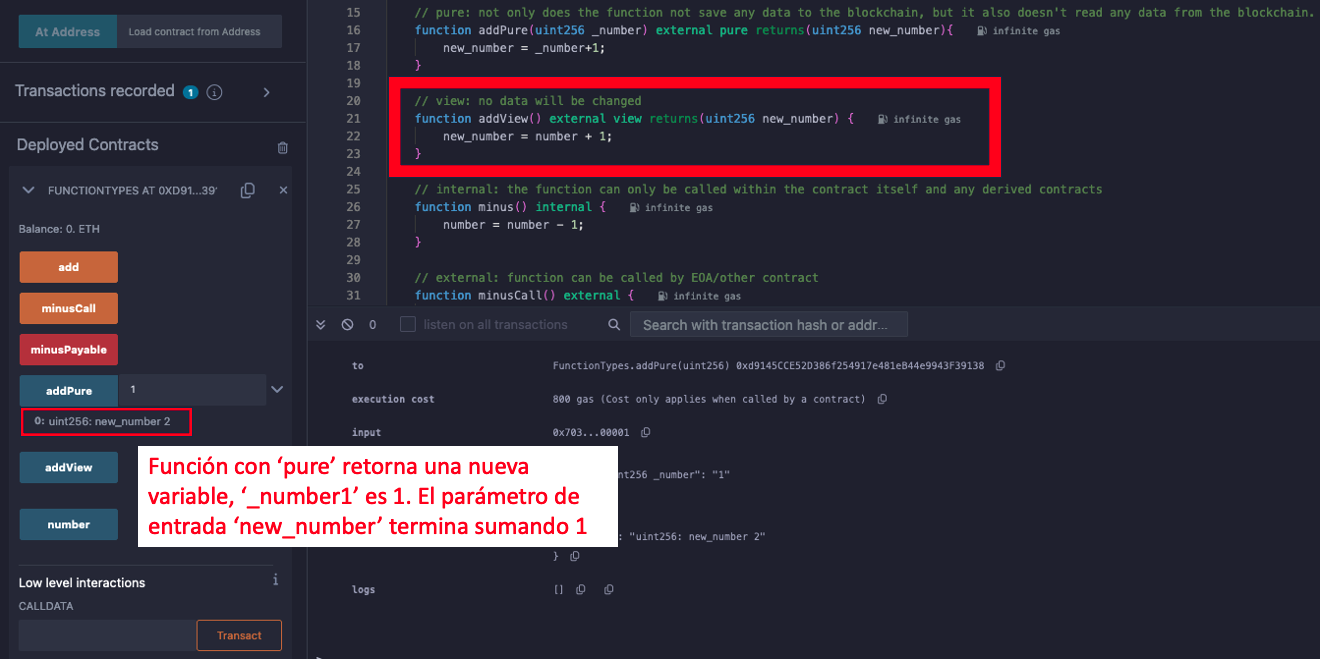 At Address
Load contract from Address
Transactions recorded 1 i
Deployed Contracts
FUNCTIONTYPES AT 0XD91...39'
Balance: 0. ETH
add
minusCall
minusPayable
addPure 1
0: uint256: new_number 2
addView
number
Low level interactions
CALLDATA
Transact
15 // pure: not only does the function not save any data to the blockchain, but it also doesn't read any data from the blockchain.
16 function addPure(uint256 _number) external pure returns(uint256 new_number){ infinite gas
17 new_number = _number+1;
18 }
19
20 // view: no data will be changed
21 function addView() external view returns(uint256 new_number) { infinite gas
22 new_number = number + 1;
23 }
24
25 // internal: the function can only be called within the contract itself and any derived contracts
26 function minus() internal { infinite gas
27 number = number - 1;
28 }
29
30 // external: function can be called by EOA/other contract
31 function minusCall() external { infinite gas
0 listen on all transactions Search with transaction hash or addr...
to FunctionTypes.addPure(uint256) 0xd9145CCE52D386f254917e481eB44e9943F39138
execution cost 800 gas (Cost only applies when called by a contract)
input 0x703...00001
_number": "1"
: "uint256: new_number 2"
}
logs []
Función con ‘pure’ retorna una nueva
variable, ‘_number1’ es 1. El parámetro de
entrada ‘new_number’ termina sumando 1